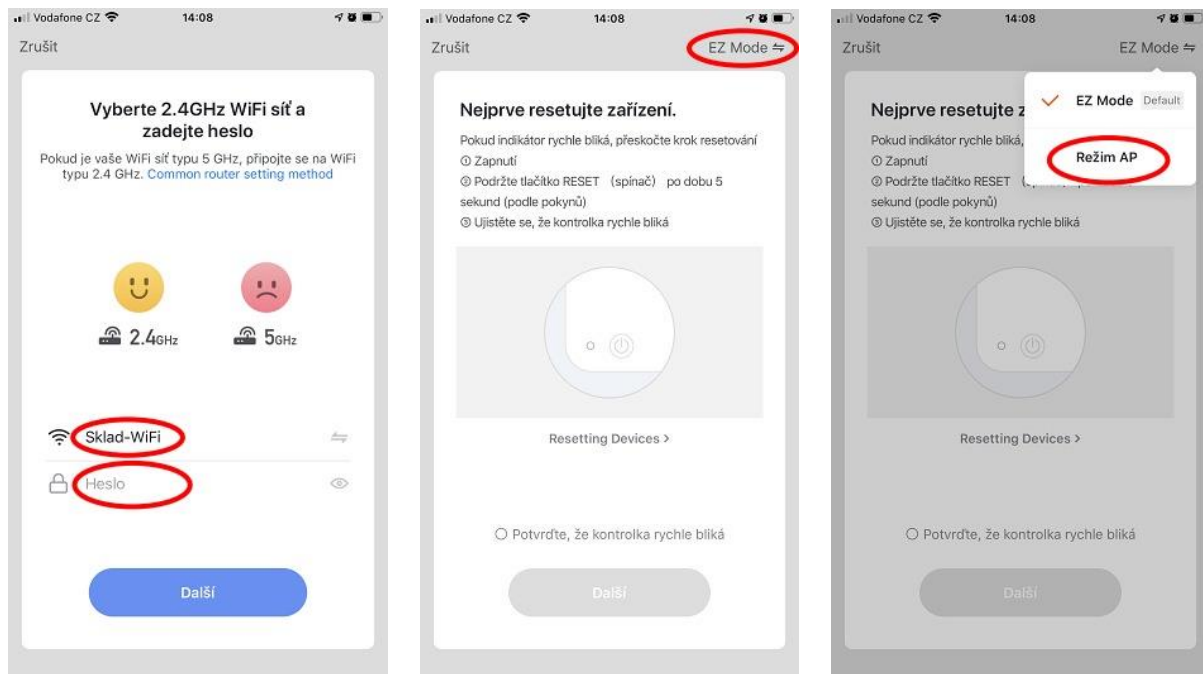 Vodafone CZ 14:08
Zrušit
Vyberte 2.4GHz WiFi síť a
zadejte heslo
Pokud je vaše WiFi síť typu 5 GHz, připojte se na WiFi
typu 2.4 GHz. Common router setting method
2.4GHz 5GHz
Sklad-WiFi
Heslo
Další
Vodafone CZ 14:08
Zrušit EZ Mode
Nejprve resetujte zařízení.
Pokud indikátor rychle bliká, přeskočte krok resetování
① Zapnutí
② Podržte tlačítko RESET (spínač) po dobu 5
sekund (podle pokynů)
③ Ujistěte se, že kontrolka rychle bliká
Resetting Devices >
Potvrďte, že kontrolka rychle bliká
Další
Vodafone CZ 14:08
Zrušit EZ Mode
EZ Mode Default
Režim AP
Nejprve resetujte z
Pokud indikátor rychle bliká,
① Zapnutí
② Podržte tlačítko RESET
sekund (podle pokynů)
③ Ujistěte se, že kontrolka rychle bliká
Resetting Devices >
Potvrďte, že kontrolka rychle bliká
Další